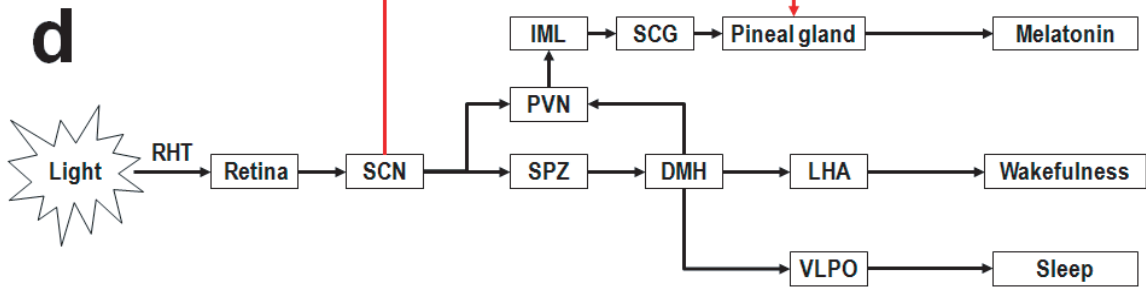 d
IML
SCG
Pineal gland
Melatonin
PVN
Light
RHT
Retina
SCN
SPZ
DMH
LHA
Wakefulness
VLPO
Sleep